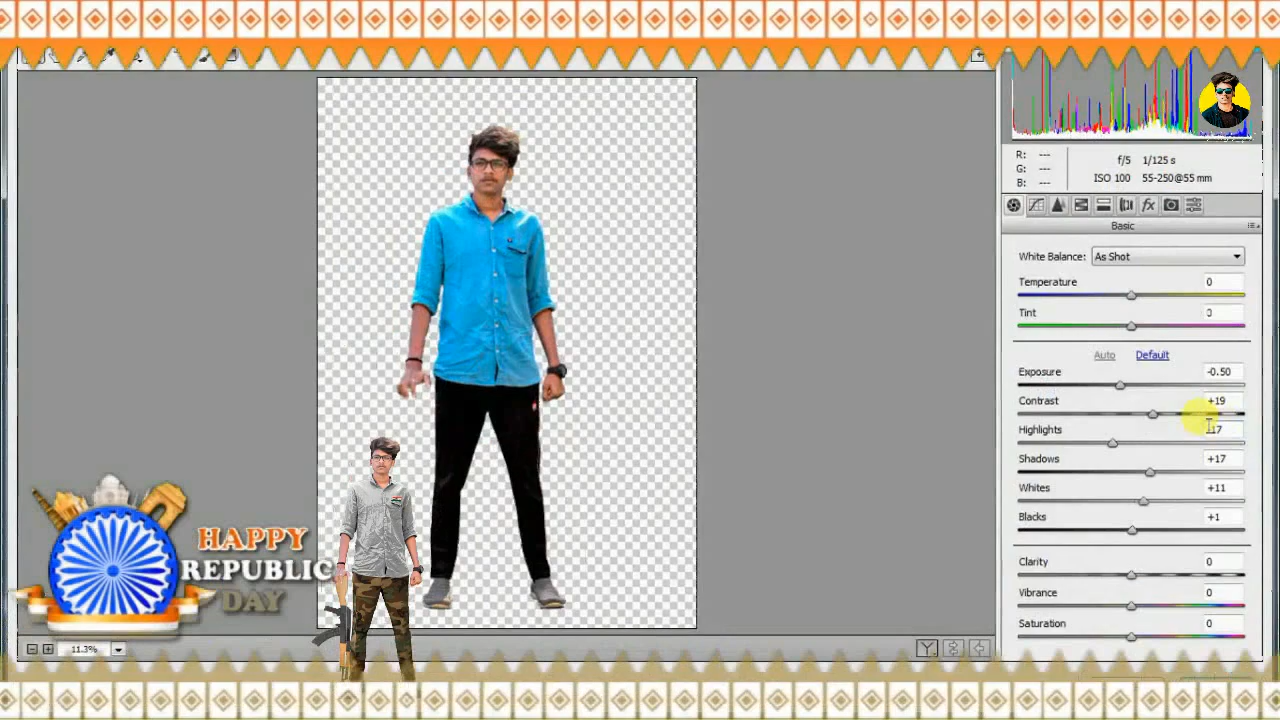 R: ---
G: ---
B: ---
f/5 1/125 s
ISO 100 55-250@55 mm
fx
Basic
White Balance: As Shot
Temperature 0
Tint 0
Auto Default
Exposure -0.50
Contrast +19
Highlights
Shadows +17
Whites +11
Blacks +1
Clarity 0
Vibrance 0
Saturation 0
HAPPY
REPUBLIC
DAY
11.3%
Y